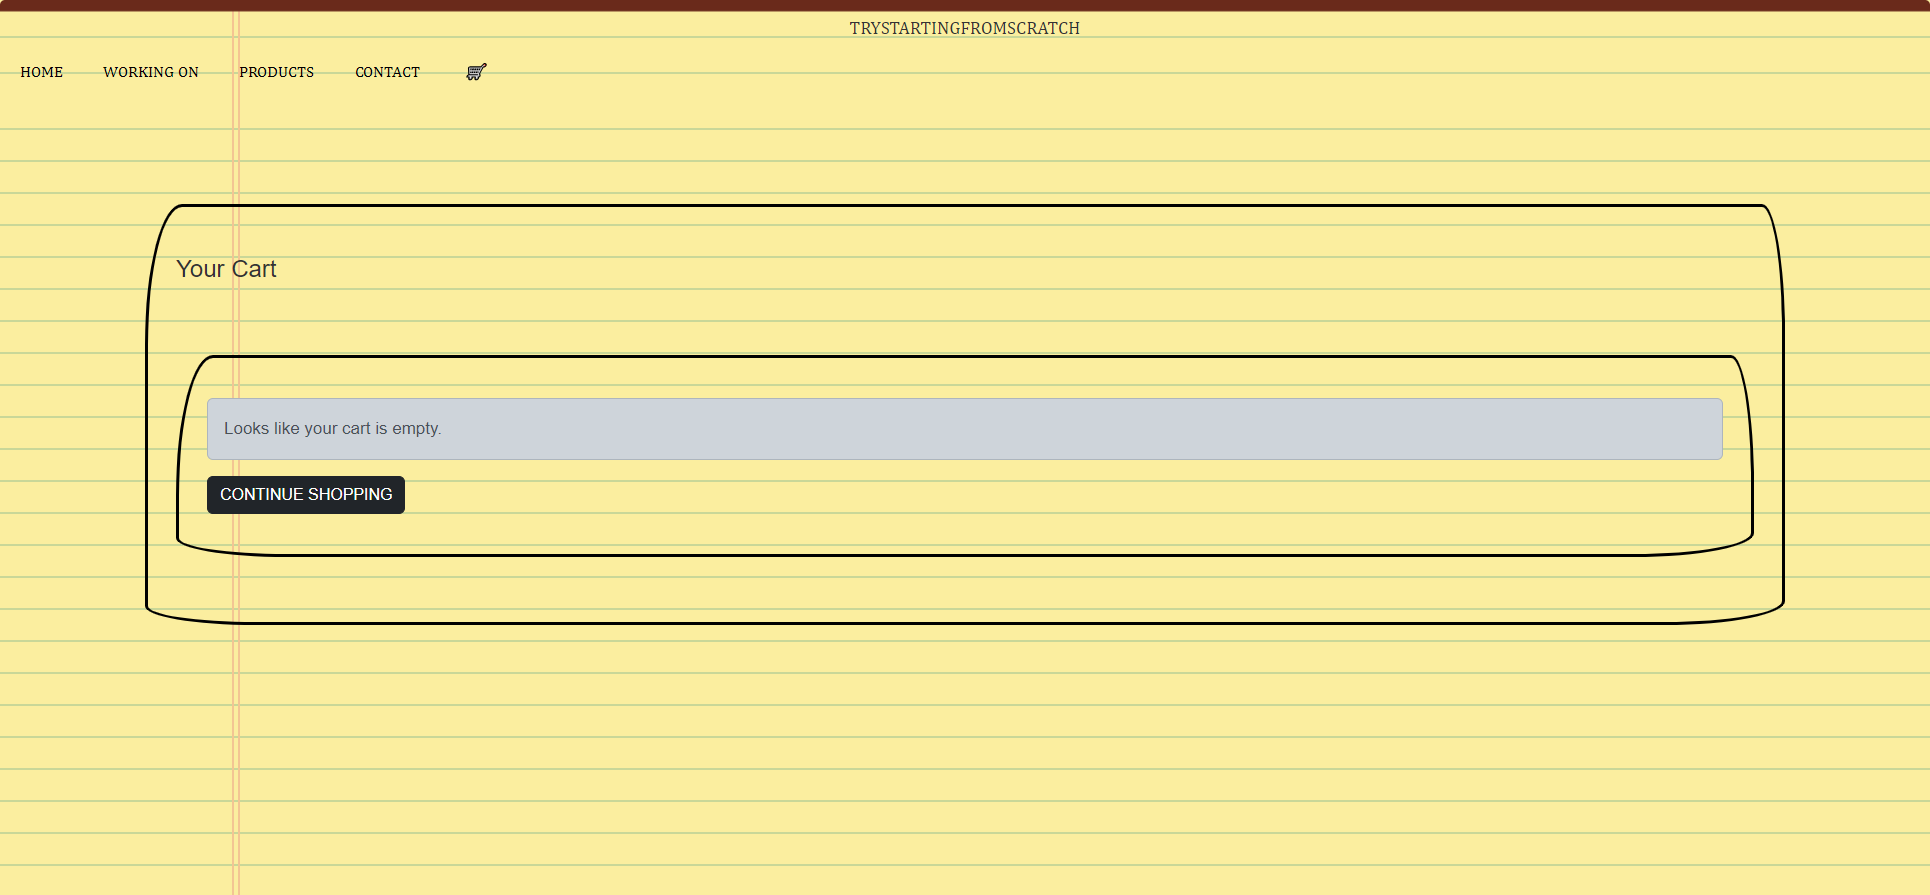 TRYSTARTINGFROMSCRATCH
HOME WORKING ON PRODUCTS CONTACT
Your Cart
Looks like your cart is empty.
CONTINUE SHOPPING